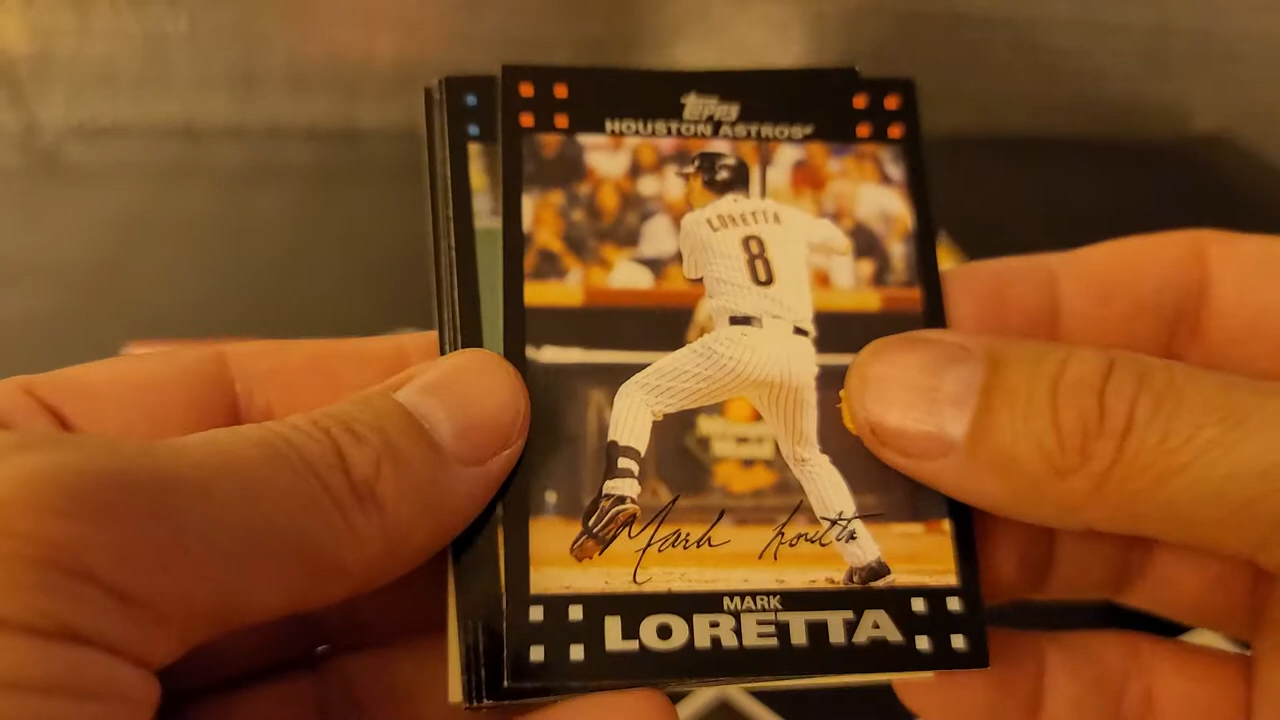 Topps
HOUSTON ASTROS
LORETTA
8
Mark Loretta
MARK
LORETTA